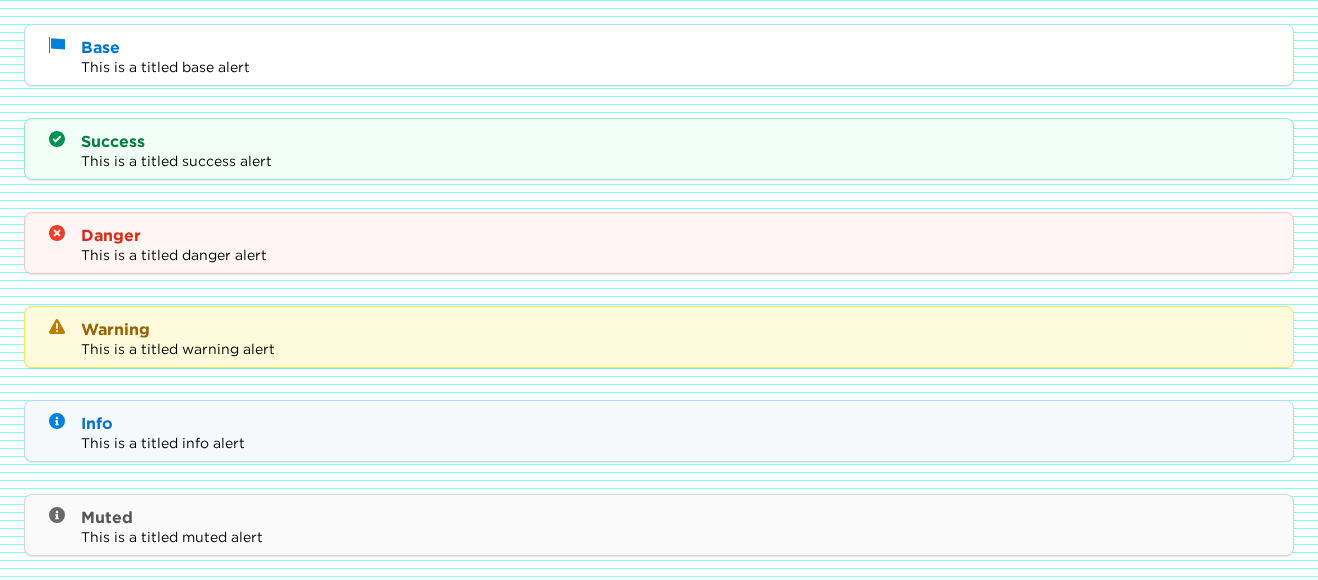 Base
This is a titled base alert
Success
This is a titled success alert
Danger
This is a titled danger alert
Warning
This is a titled warning alert
Info
This is a titled info alert
Muted
This is a titled muted alert